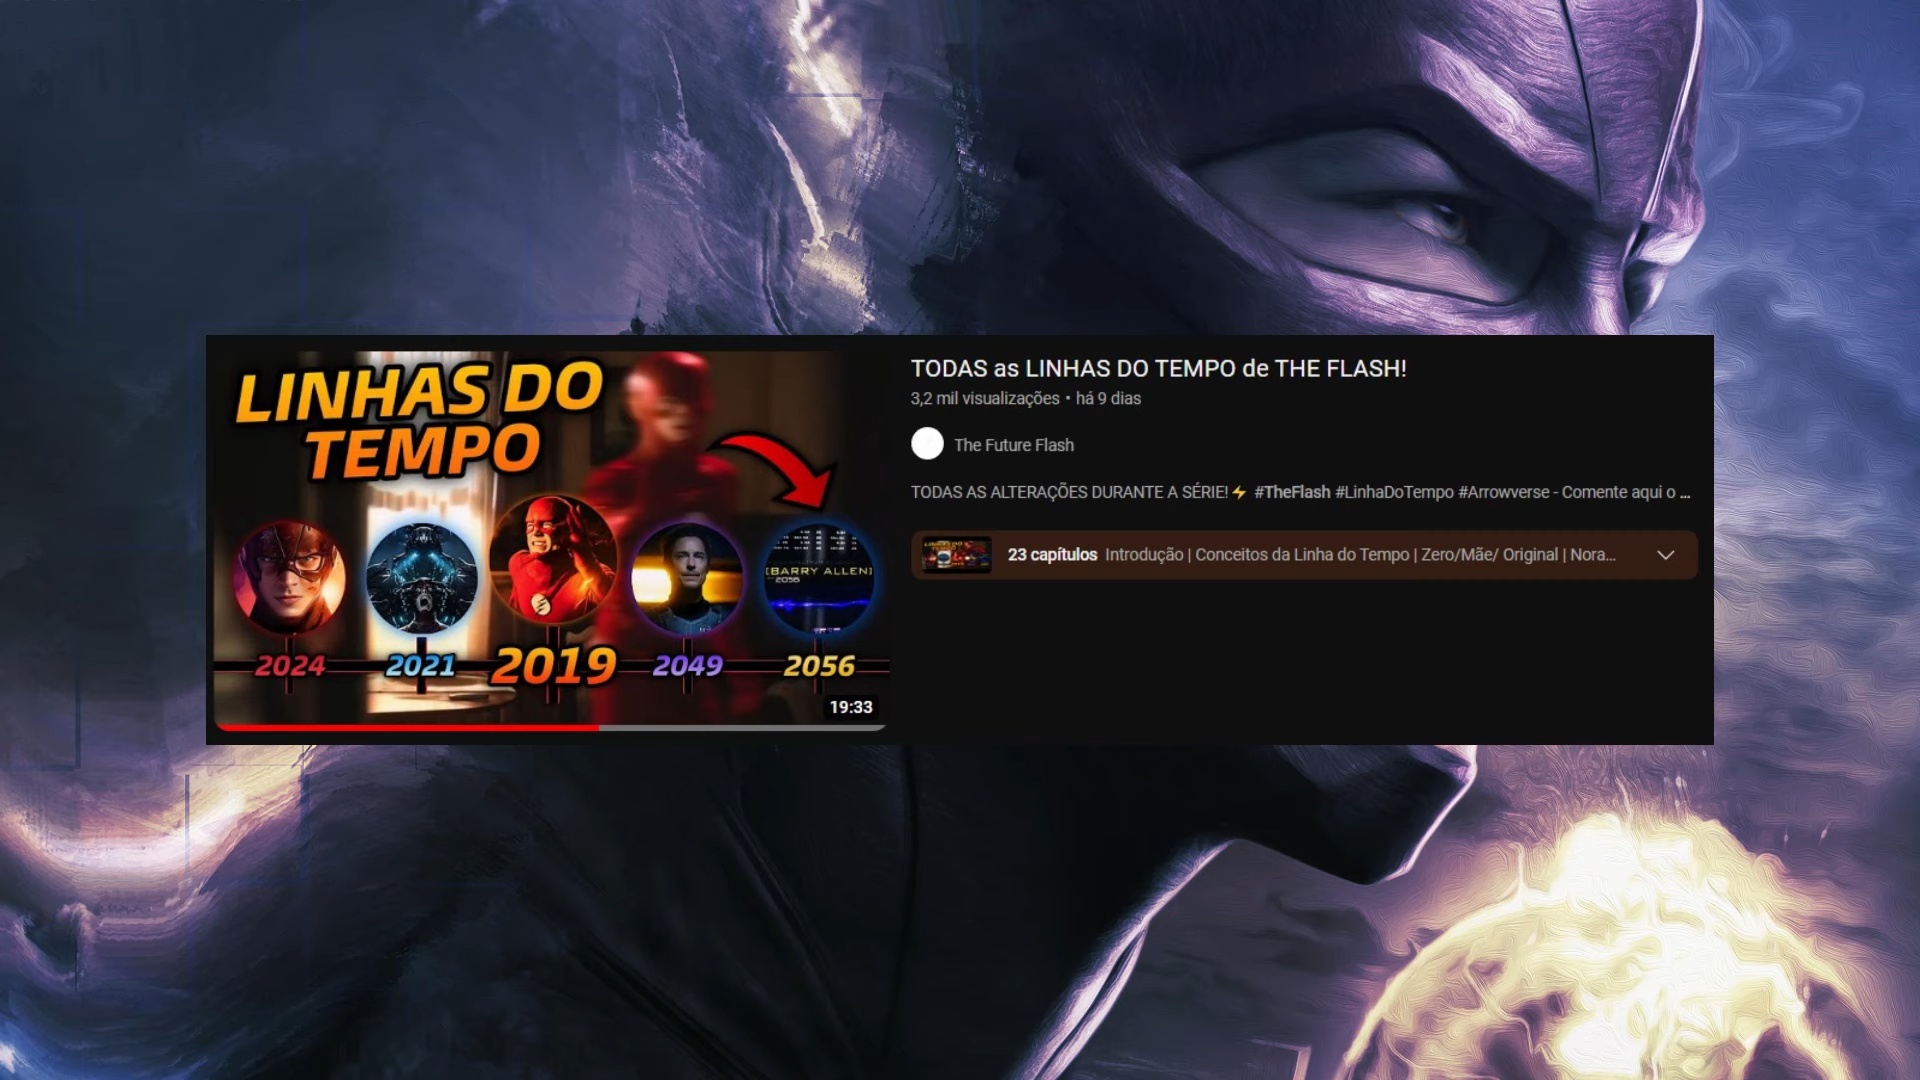 LINHAS DO
TEMPO
[BARRY ALLEN]
2056
2024
2021
2019
2049
2056
19:33
TODAS as LINHAS DO TEMPO de THE FLASH!
3,2 mil visualizações • há 9 dias
The Future Flash
TODAS AS ALTERAÇÕES DURANTE A SÉRIE!⚡ #TheFlash #LinhaDoTempo #Arrowverse - Comente aqui o ...
23 capítulos Introdução | Conceitos da Linha do Tempo | Zero/Mãe/ Original | Nora...